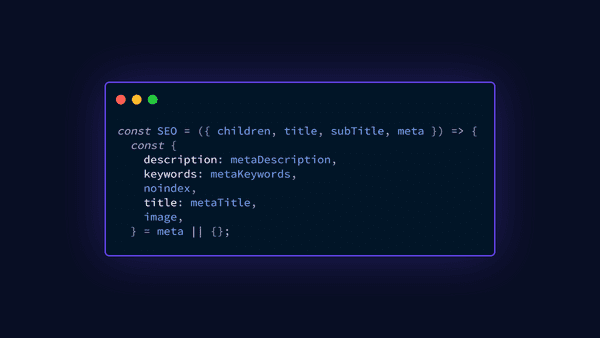 const SEO = ({ children, title, subTitle, meta }) => {
  const {
    description: metaDescription,
    keywords: metaKeywords,
    noindex,
    title: metaTitle,
    image,
  } = meta || {};